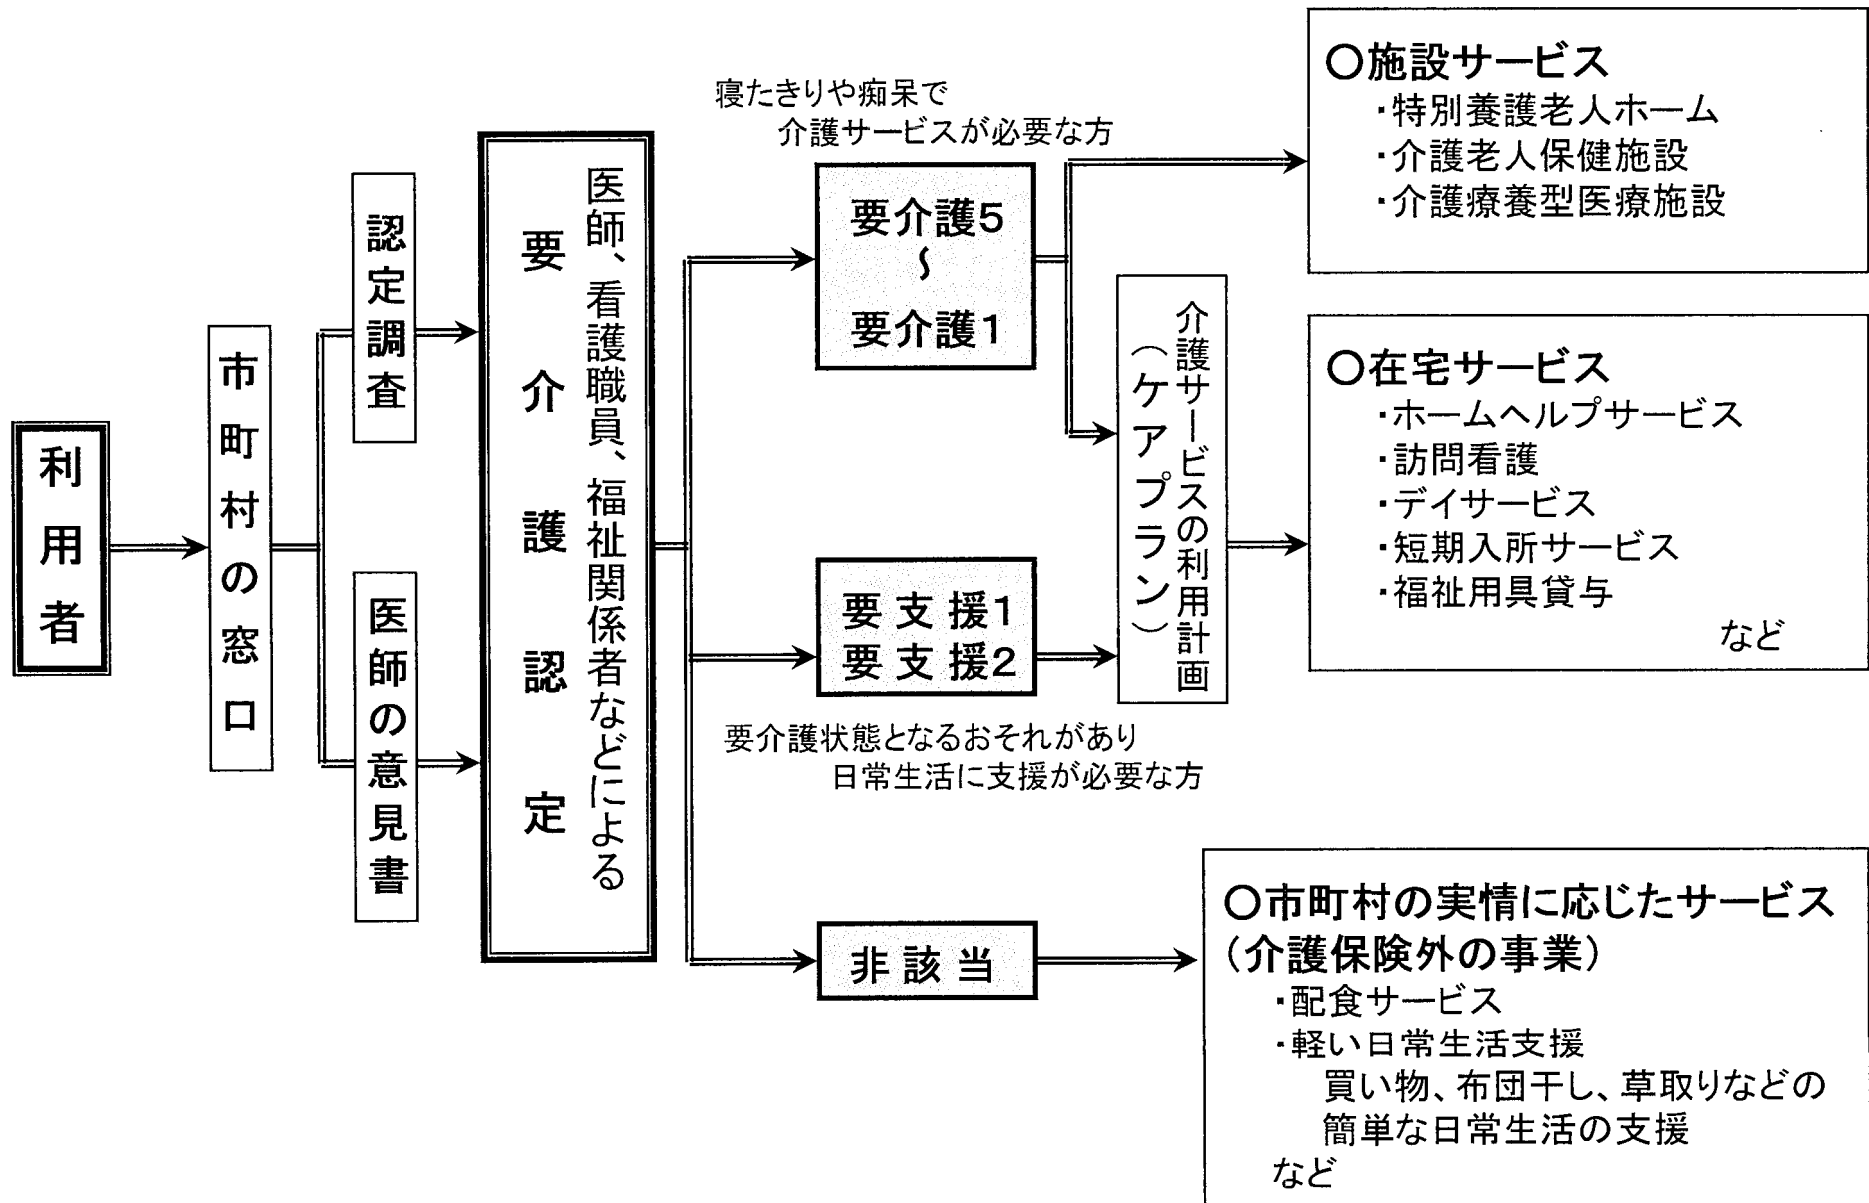 利用者
市町村の窓口
認定調査
医師の意見書
要介護認定
医師、看護職員、福祉関係者などによる
寝たきりや痴呆で
介護サービスが必要な方
要介護5
～
要介護1
要支援1
要支援2
要介護状態となるおそれがあり
日常生活に支援が必要な方
非該当
介護サービスの利用計画
（ケアプラン）
〇施設サービス
・特別養護老人ホーム
・介護老人保健施設
・介護療養型医療施設
〇在宅サービス
・ホームヘルプサービス
・訪問看護
・デイサービス
・短期入所サービス
・福祉用具貸与
など
〇市町村の実情に応じたサービス
（介護保険外の事業）
・配食サービス
・軽い日常生活支援
買い物、布団干し、草取りなどの
簡単な日常生活の支援
など